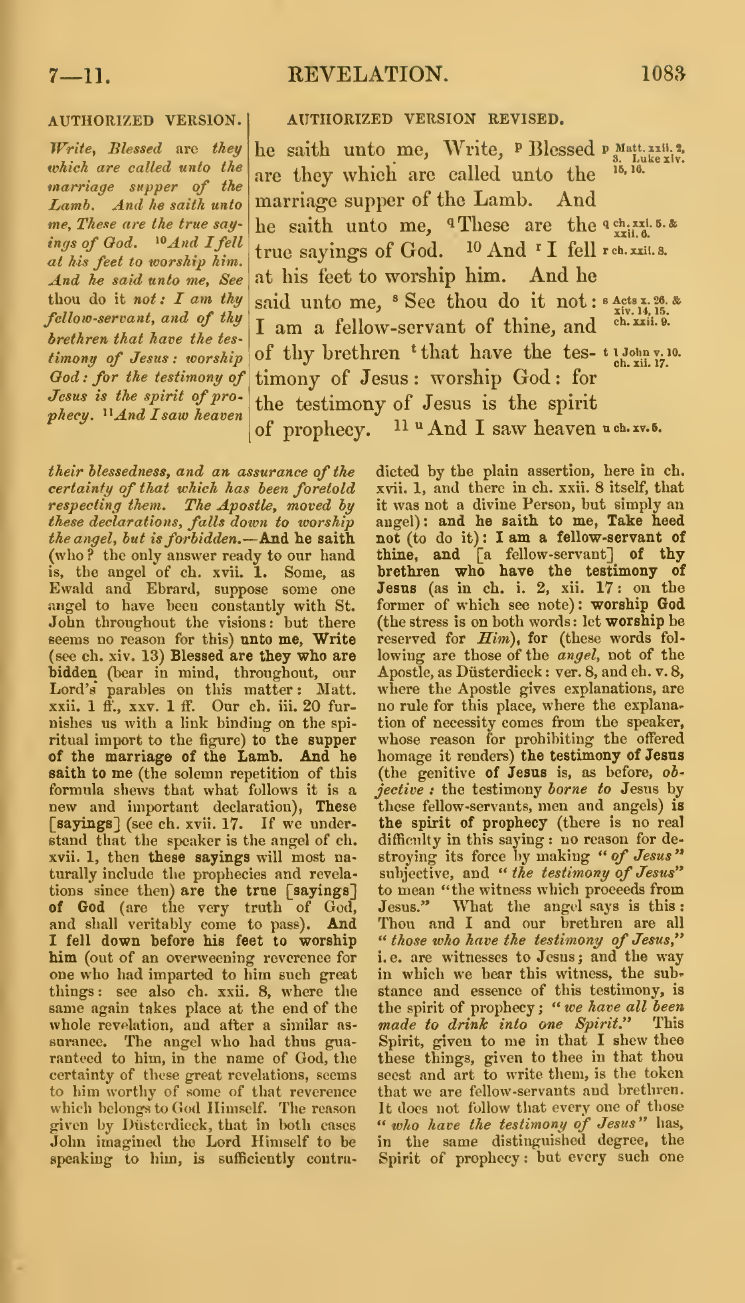 7—11.
REVELATION.
1083
AUTHORIZED VERSION.
Write, Blessed are they
which are called unto the
marriage supper of the
Lamb. And he saith unto
me, These are the true say-
ings of God. 10 And I fell
at his feet to worship him.
And he said unto me, See
thou do it not: I am thy
fellow-servant, and of thy
brethren that have the tes-
timony of Jesus: worship
God: for the testimony of
Jesus is the spirit of pro-
phecy. 11 And I saw heaven
AUTHORIZED VERSION REVISED.
he saith unto me, Write, p Blessed
are they which are called unto the
marriage supper of the Lamb. And
he saith unto me, q These are the
true sayings of God. 10 And r I fell
at his feet to worship him. And he
said unto me, s See thou do it not:
I am a fellow-servant of thine, and
of thy brethren t that have the tes-
timony of Jesus: worship God: for
the testimony of Jesus is the spirit
of prophecy. 11 u And I saw heaven
p Matt. xxii. 2,
3. Luke xiv.
15, 16.
q ch. xxi. 5. &
xxii. 6.
r ch. xxii. 8.
s Acts x. 26. &
xiv. 14, 15.
ch. xxii. 9.
t 1 John v. 10.
ch. xii. 17.
u ch. xv. 5.
their blessedness, and an assurance of the
certainty of that which has been foretold
respecting them. The Apostle, moved by
these declarations, falls down to worship
the angel, but is forbidden.—And he saith
(who? the only answer ready to our hand
is, the angel of ch. xvii. 1. Some, as
Ewald and Ebrard, suppose some one
angel to have been constantly with St.
John throughout the visions: but there
seems no reason for this) unto me, Write
(see ch. xiv. 13) Blessed are they who are
bidden (bear in mind, throughout, our
Lord's parables on this matter: Matt.
xxii. 1 ff., xxv. 1 ff. Our ch. iii. 20 fur-
nishes us with a link binding on the spi-
ritual import to the figure) to the supper
of the marriage of the Lamb. And he
saith to me (the solemn repetition of this
formula shews that what follows it is a
new and important declaration), These
[sayings] (see ch. xvii. 17. If we under-
stand that the speaker is the angel of ch.
xvii. 1, then these sayings will most na-
turally include the prophecies and revela-
tions since then) are the true [sayings]
of God (are the very truth of God,
and shall veritably come to pass). And
I fell down before his feet to worship
him (out of an overweening reverence for
one who had imparted to him such great
things: see also ch. xxii. 8, where the
same again takes place at the end of the
whole revelation, and after a similar as-
surance. The angel who had thus gua-
ranteed to him, in the name of God, the
certainty of these great revelations, seems
to him worthy of some of that reverence
which belongs to God Himself. The reason
given by Düsterdieck, that in both cases
John imagined the Lord Himself to be
speaking to him, is sufficiently contra-
dicted by the plain assertion, here in ch.
xvii. 1, and there in ch. xxii. 8 itself, that
it was not a divine Person, but simply an
angel): and he saith to me, Take heed
not (to do it): I am a fellow-servant of
thine, and [a fellow-servant] of thy
brethren who have the testimony of
Jesus (as in ch. i. 2, xii. 17: on the
former of which see note): worship God
(the stress is on both words: let worship be
reserved for Him), for (these words fol-
lowing are those of the angel, not of the
Apostle, as Düsterdieck: ver. 8, and ch. v. 8,
where the Apostle gives explanations, are
no rule for this place, where the explana-
tion of necessity comes from the speaker,
whose reason for prohibiting the offered
homage it renders) the testimony of Jesus
(the genitive of Jesus is, as before, ob-
jective: the testimony borne to Jesus by
these fellow-servants, men and angels) is
the spirit of prophecy (there is no real
difficulty in this saying: no reason for de-
stroying its force by making "of Jesus"
subjective, and "the testimony of Jesus"
to mean "the witness which proceeds from
Jesus." What the angel says is this:
Thou and I and our brethren are all
"those who have the testimony of Jesus,"
i. e. are witnesses to Jesus; and the way
in which we bear this witness, the sub-
stance and essence of this testimony, is
the spirit of prophecy; "we have all been
made to drink into one Spirit." This
Spirit, given to me in that I shew thee
these things, given to thee in that thou
seest and art to write them, is the token
that we are fellow-servants and brethren.
It does not follow that every one of those
"who have the testimony of Jesus" has,
in the same distinguished degree, the
Spirit of prophecy: but every such one